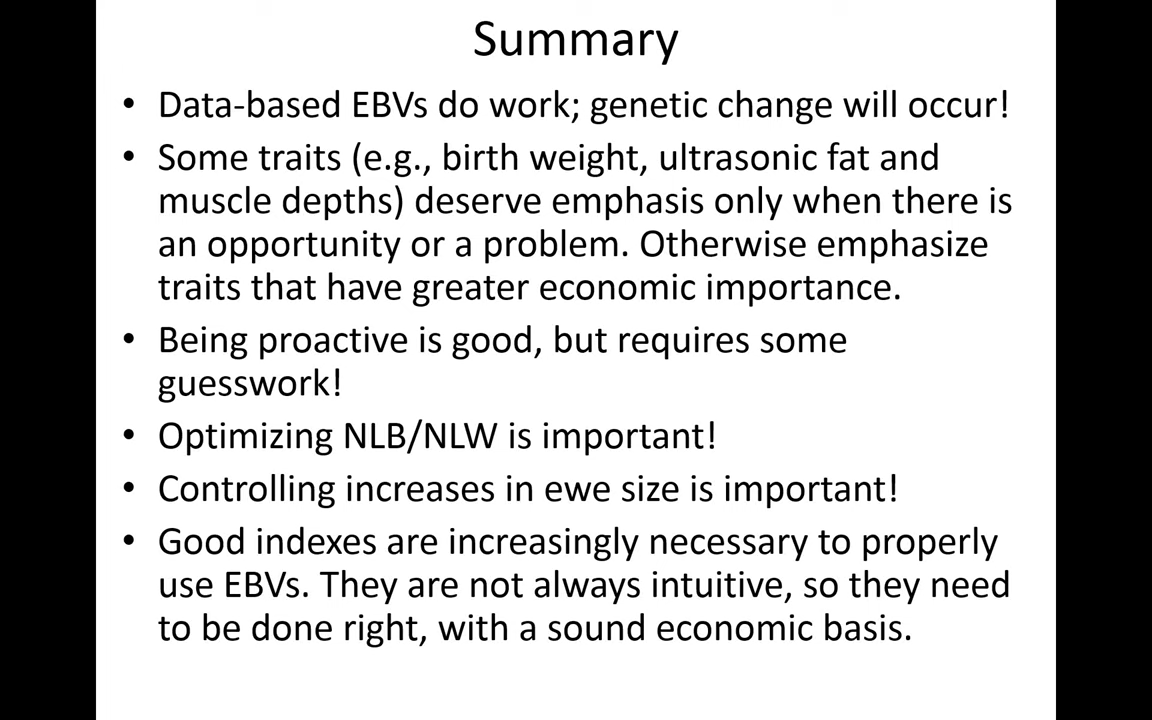 Summary
• Data-based EBVs do work; genetic change will occur!
• Some traits (e.g., birth weight, ultrasonic fat and
muscle depths) deserve emphasis only when there is
an opportunity or a problem. Otherwise emphasize
traits that have greater economic importance.
• Being proactive is good, but requires some
guesswork!
• Optimizing NLB/NLW is important!
• Controlling increases in ewe size is important!
• Good indexes are increasingly necessary to properly
use EBVs. They are not always intuitive, so they need
to be done right, with a sound economic basis.